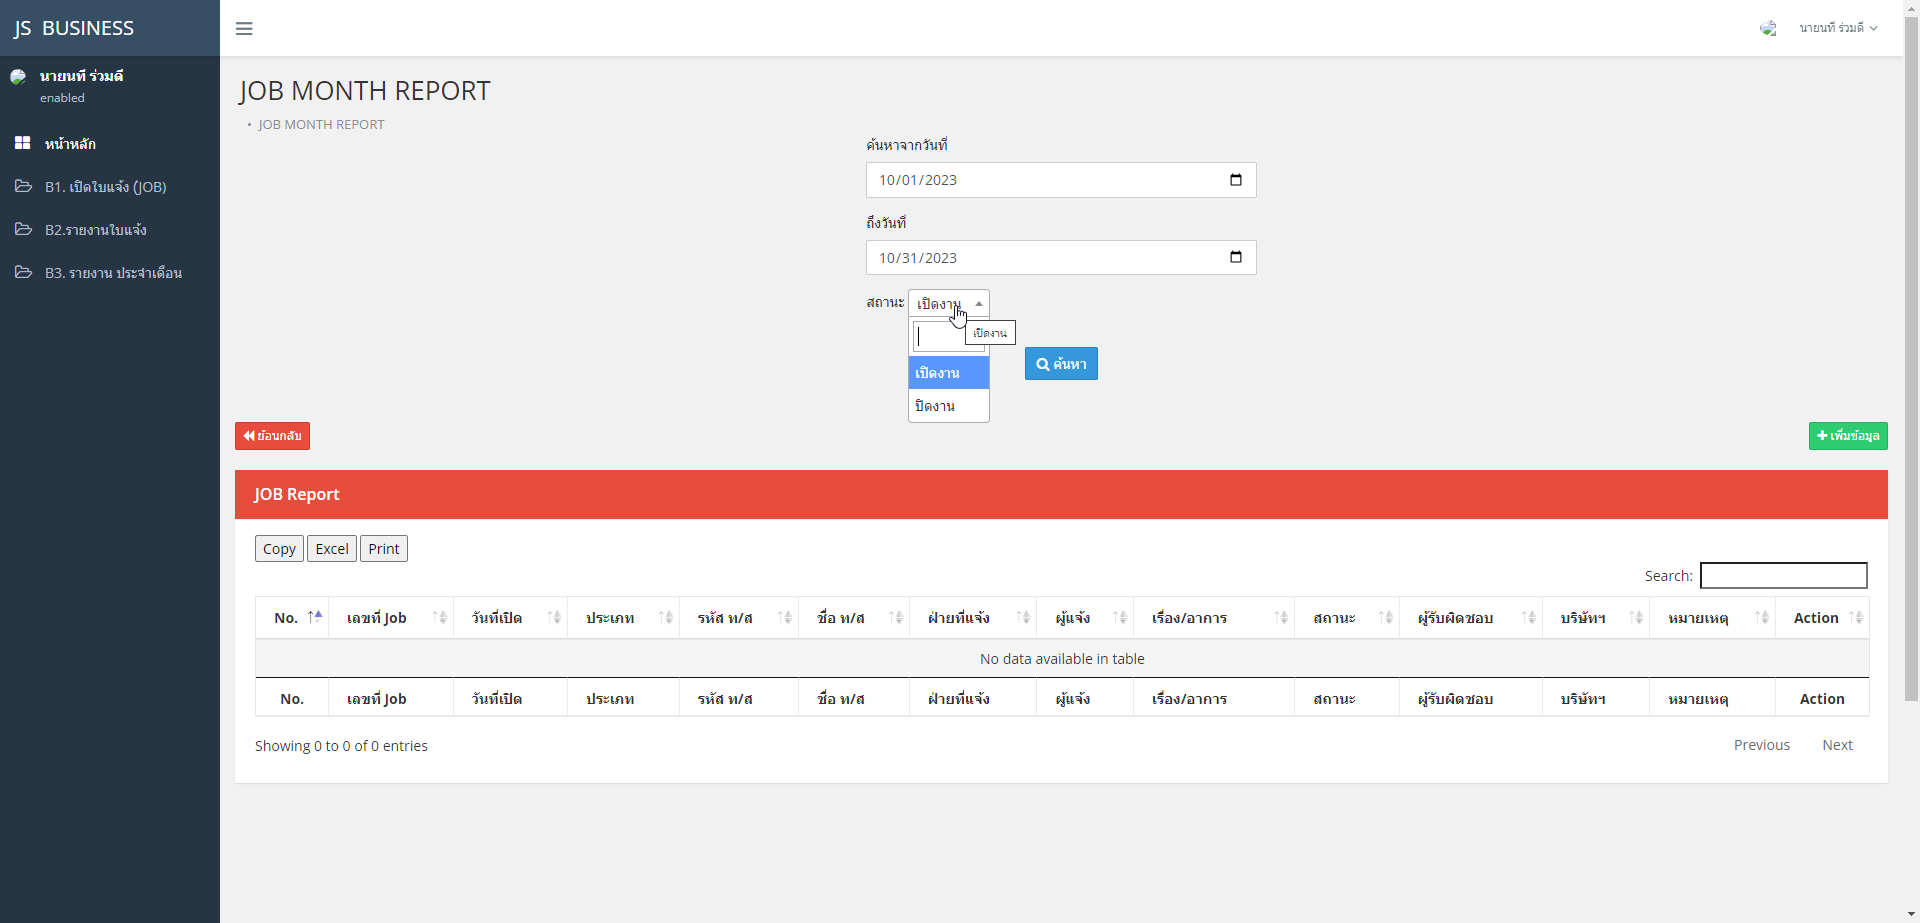 JS BUSINESS
นายนที ร่วมดี
นายนที ร่วมดี
enabled
หน้าหลัก
B1. เปิดใบแจ้ง (JOB)
B2.รายงานใบแจ้ง
B3. รายงาน ประจำเดือน
JOB MONTH REPORT
• JOB MONTH REPORT
ค้นหาจากวันที่
10/01/2023
ถึงวันที่
10/31/2023
สถานะ เปิดงาน
เปิดงาน
เปิดงาน
ปิดงาน
ค้นหา
ย้อนกลับ
เพิ่มข้อมูล
JOB Report
Copy Excel Print
Search:
No. เลขที่ Job วันที่เปิด ประเภท รหัส ท/ส ชื่อ ท/ส ฝ่ายที่แจ้ง ผู้แจ้ง เรื่อง/อาการ สถานะ ผู้รับผิดชอบ บริษัทฯ หมายเหตุ Action
No data available in table
No. เลขที่ Job วันที่เปิด ประเภท รหัส ท/ส ชื่อ ท/ส ฝ่ายที่แจ้ง ผู้แจ้ง เรื่อง/อาการ สถานะ ผู้รับผิดชอบ บริษัทฯ หมายเหตุ Action
Showing 0 to 0 of 0 entries
Previous Next